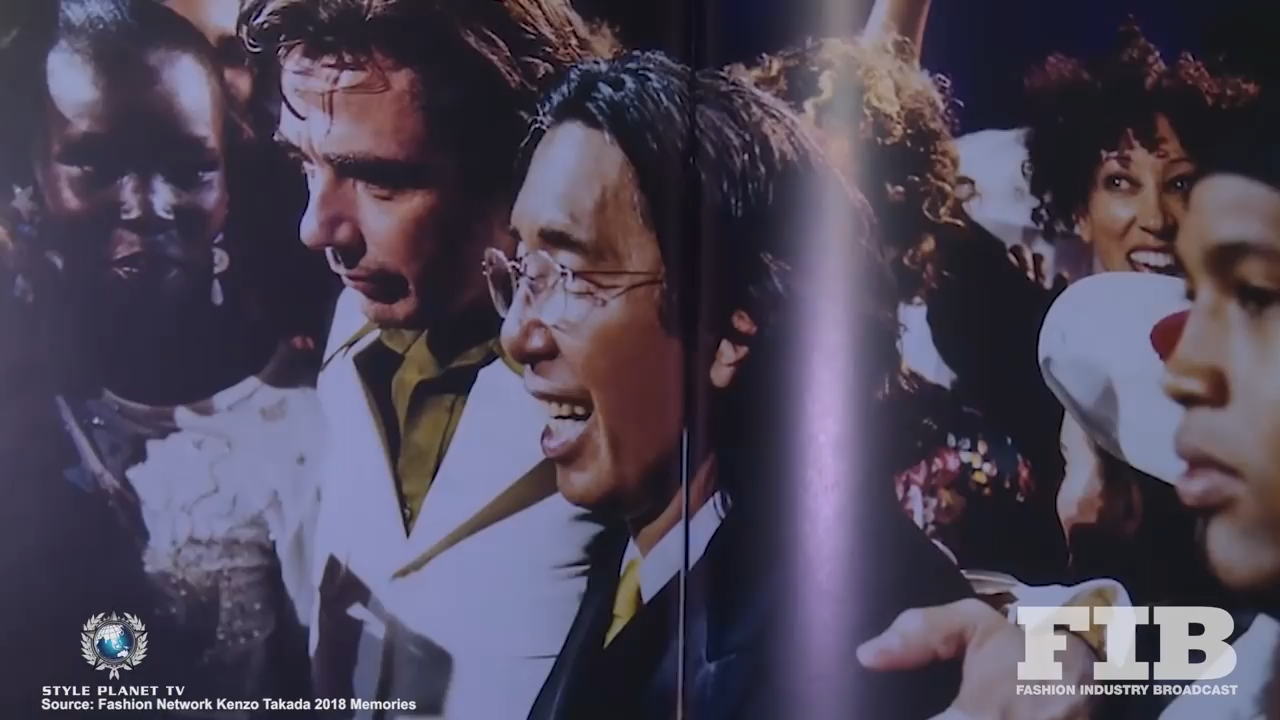 STYLE PLANET TV
Source: Fashion Network Kenzo Takada 2018 Memories
FIB
FASHION INDUSTRY BROADCAST